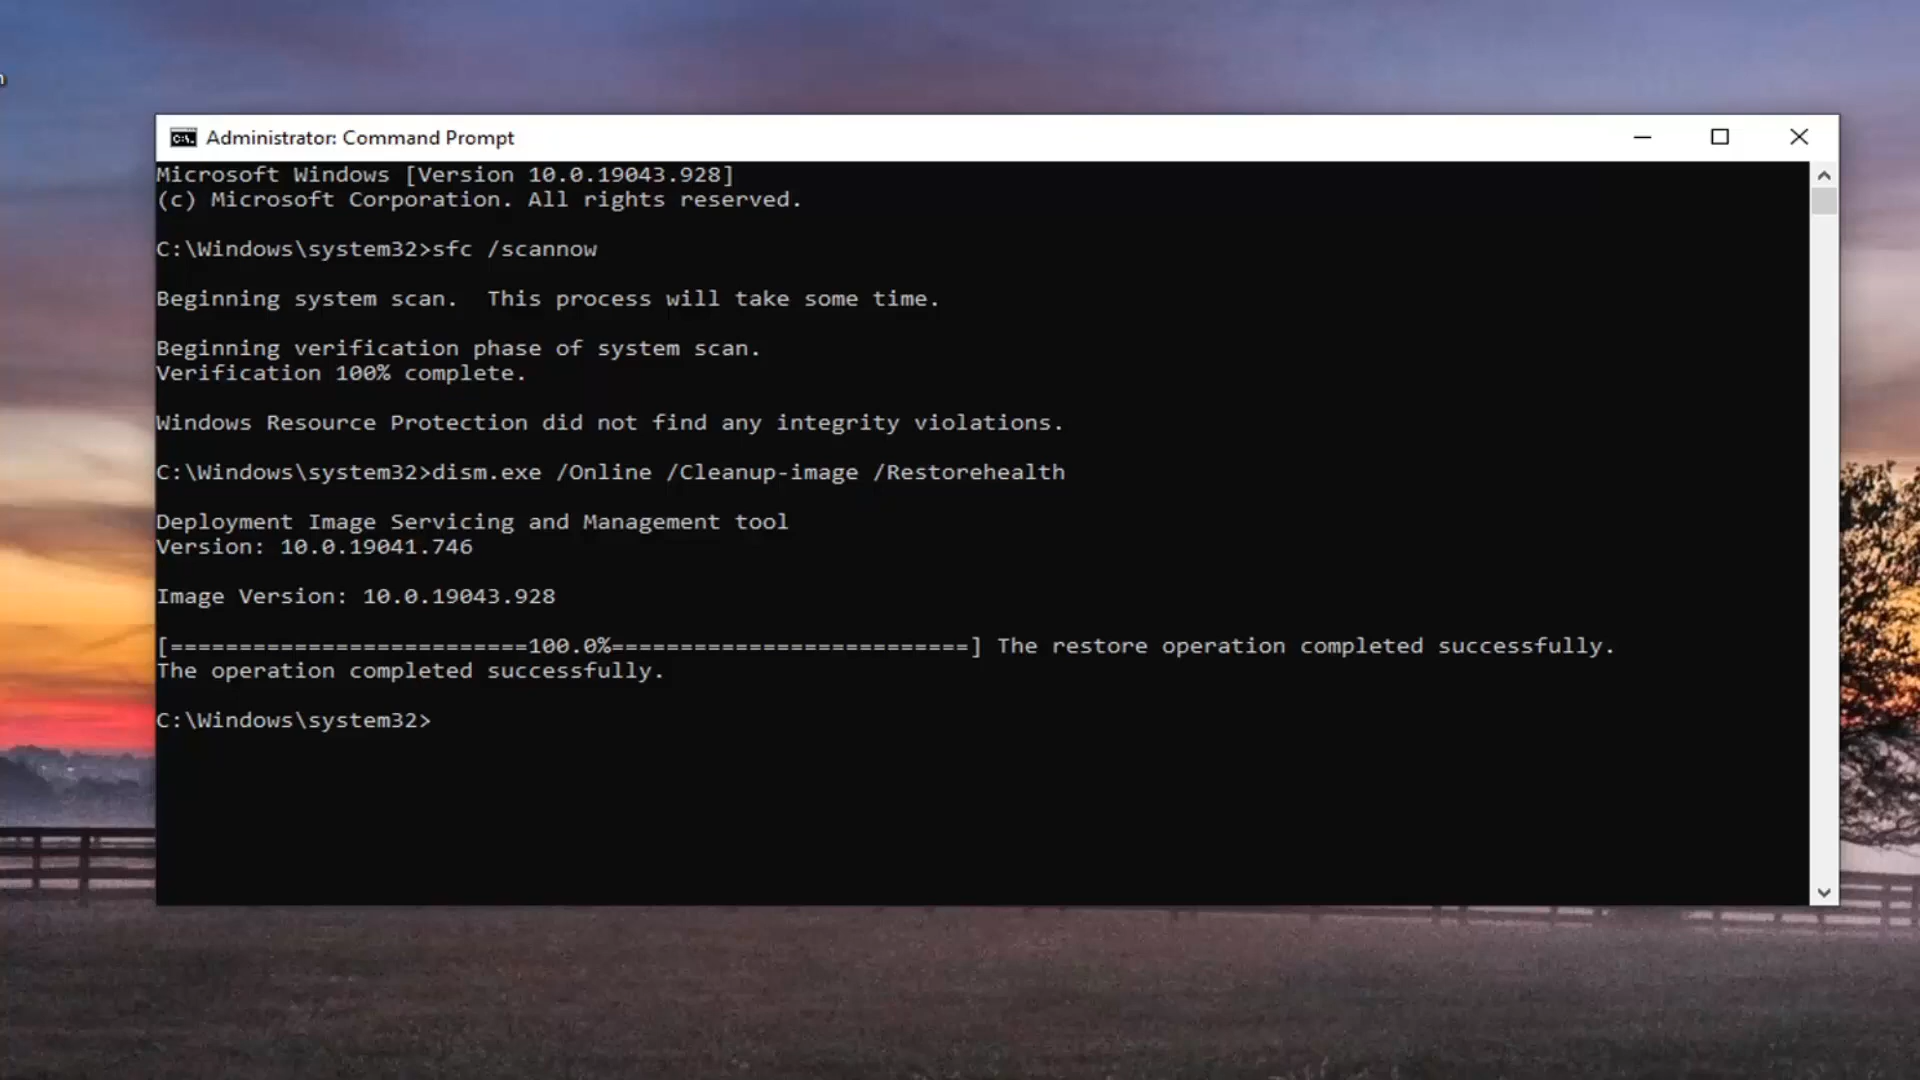 Administrator: Command Prompt
Microsoft Windows [Version 10.0.19043.928]
(c) Microsoft Corporation. All rights reserved.
C:\Windows\system32>sfc /scannow
Beginning system scan.  This process will take some time.
Beginning verification phase of system scan.
Verification 100% complete.
Windows Resource Protection did not find any integrity violations.
C:\Windows\system32>dism.exe /Online /Cleanup-image /Restorehealth
Deployment Image Servicing and Management tool
Version: 10.0.19041.746
Image Version: 10.0.19043.928
[==========================100.0%==========================] The restore operation completed successfully.
The operation completed successfully.
C:\Windows\system32>